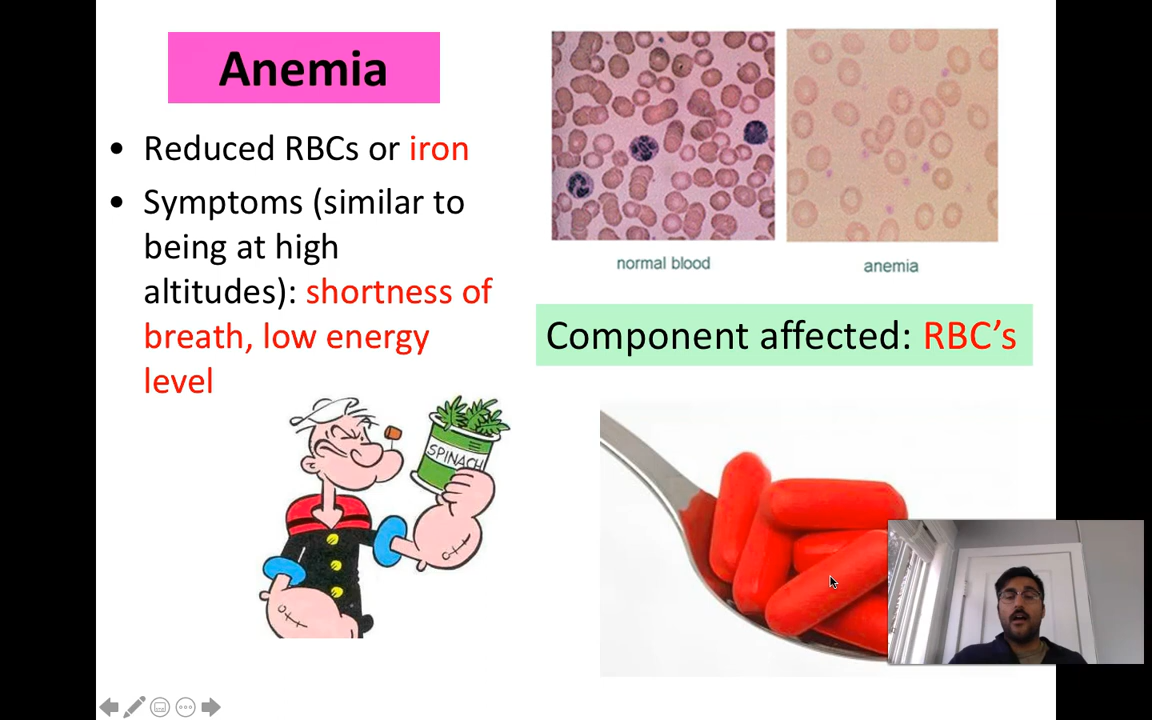 Anemia
• Reduced RBCs or iron
• Symptoms (similar to
being at high
altitudes): shortness of
breath, low energy
level
normal blood
anemia
Component affected: RBC’s
SPINACH